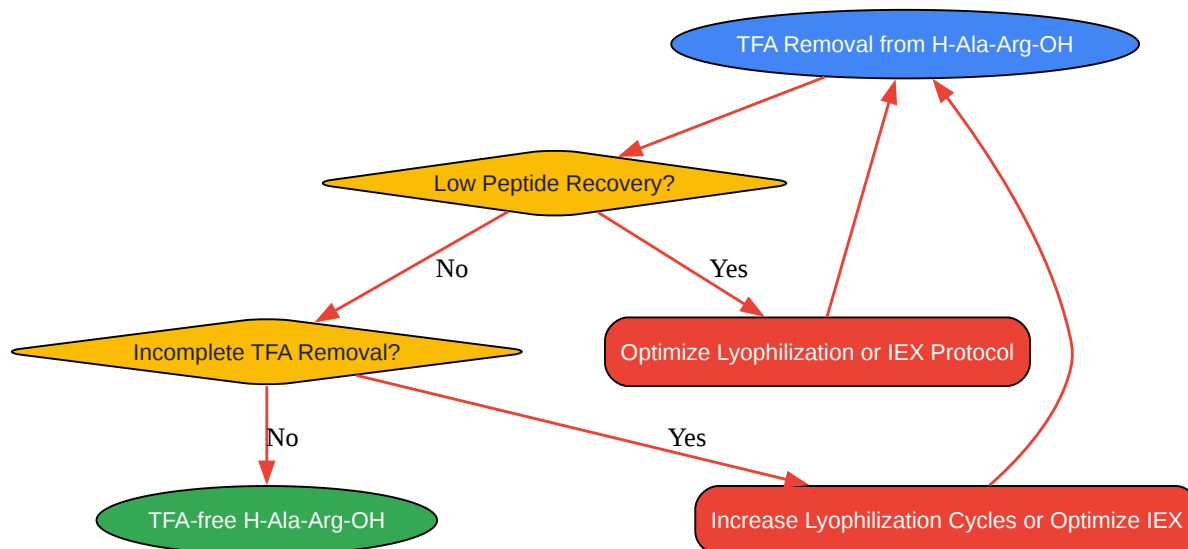 TFA Removal from H-Ala-Arg-OH
Low Peptide Recovery?
No
Yes
Incomplete TFA Removal?
Optimize Lyophilization or IEX Protocol
No
Yes
TFA-free H-Ala-Arg-OH
Increase Lyophilization Cycles or Optimize IEX